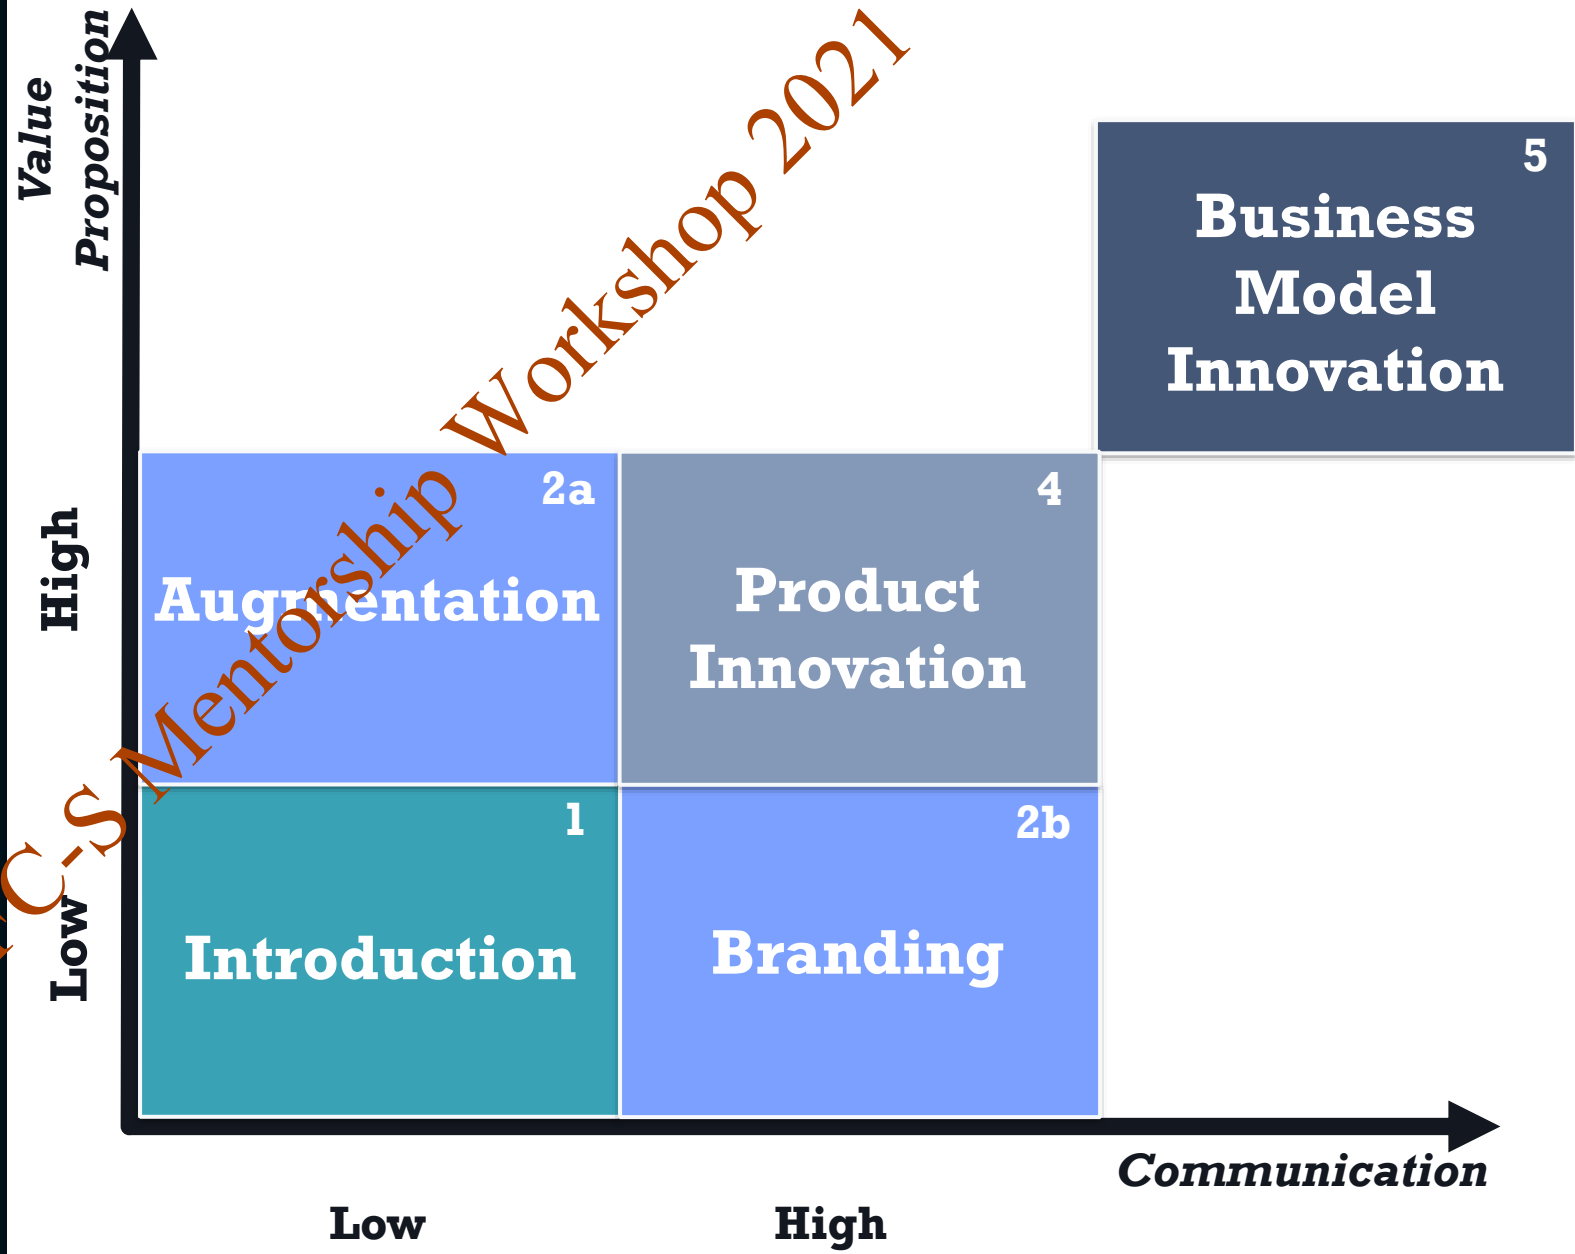 Value
Proposition
5
Business
Model
Innovation
High
2a
Augmentation
4
Product
Innovation
Low
1
Introduction
2b
Branding
Communication
Low
High
C-S Mentorship Workshop 2021